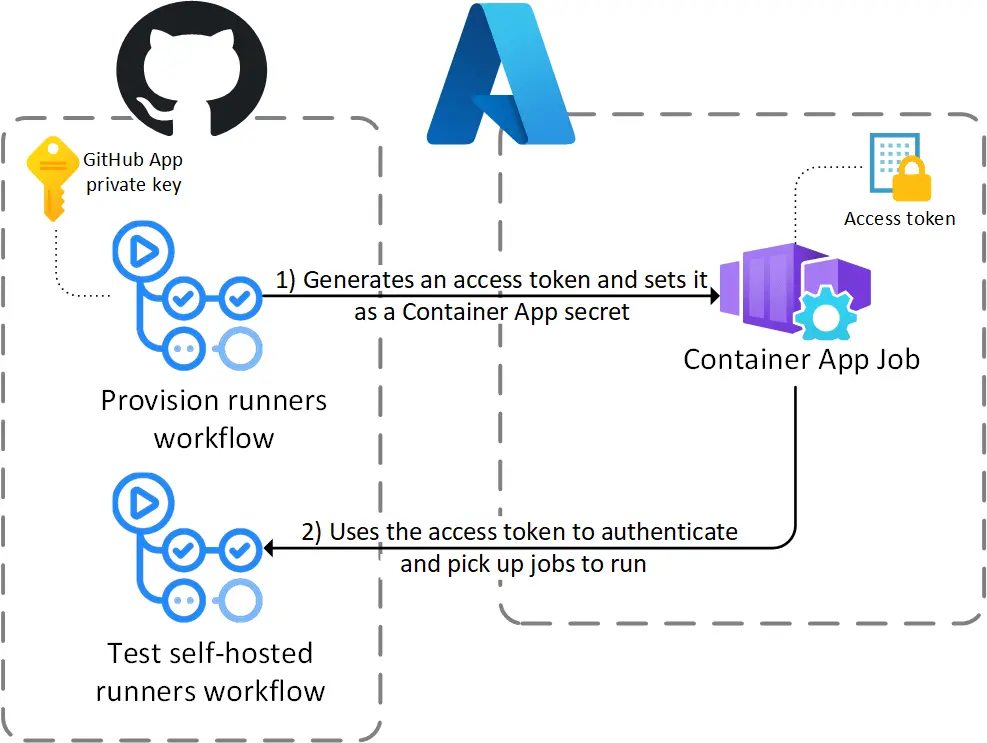 GitHub App
private key
Access token
1) Generates an access token and sets it
as a Container App secret
Container App Job
Provision runners
workflow
2) Uses the access token to authenticate
and pick up jobs to run
Test self-hosted
runners workflow